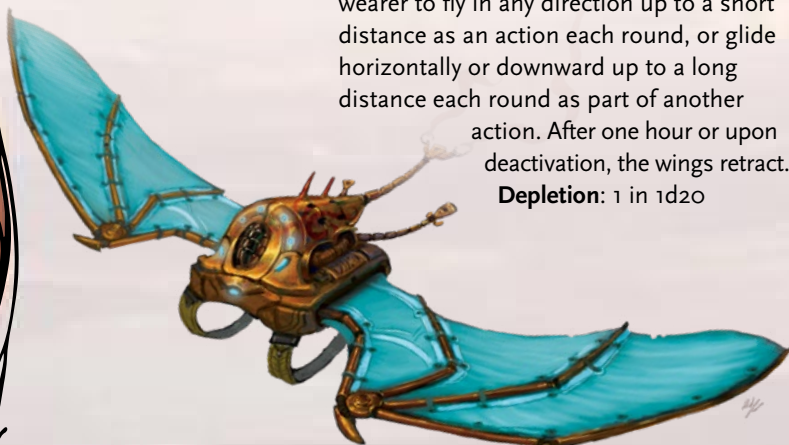 wearer to fly in any direction up to a short
distance as an action each round, or glide
horizontally or downward up to a long
distance each round as part of another
action. After one hour or upon
deactivation, the wings retract.
Depletion: 1 in 1d20